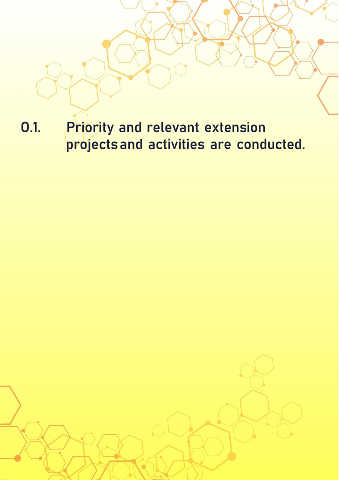 O.1. Priority and relevant extension
projects and activities are conducted.